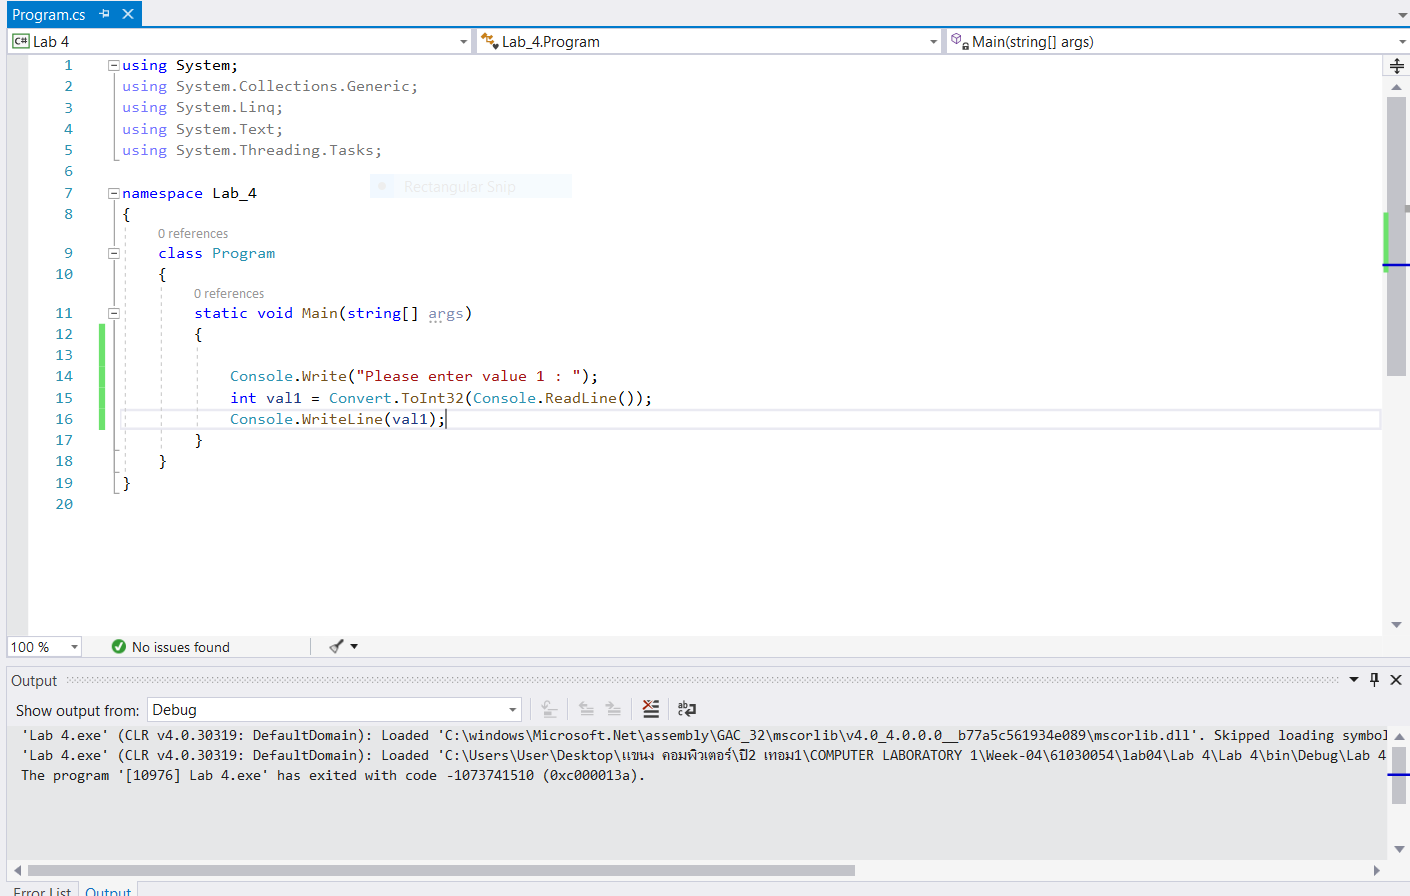 Program.cs
C# Lab 4
Lab_4.Program
Main(string[] args)
1 using System;
2 using System.Collections.Generic;
3 using System.Linq;
4 using System.Text;
5 using System.Threading.Tasks;
6
Rectangular Snip
7 namespace Lab_4
8 {
0 references
9 class Program
10 {
0 references
11 static void Main(string[] args)
12 {
13
14 Console.Write("Please enter value 1 : ");
15 int val1 = Convert.ToInt32(Console.ReadLine());
16 Console.WriteLine(val1);
17 }
18 }
19 }
20
100 %
No issues found
Output
Show output from: Debug
'Lab 4.exe' (CLR v4.0.30319: DefaultDomain): Loaded 'C:\windows\Microsoft.Net\assembly\GAC_32\mscorlib\v4.0_4.0.0.0__b77a5c561934e089\mscorlib.dll'. Skipped loading symbol
'Lab 4.exe' (CLR v4.0.30319: DefaultDomain): Loaded 'C:\Users\User\Desktop\แขนง คอมพิวเตอร์\ปี2 เทอม1\COMPUTER LABORATORY 1\Week-04\61030054\lab04\Lab 4\Lab 4\bin\Debug\Lab 4
The program '[10976] Lab 4.exe' has exited with code -1073741510 (0xc000013a).
Error List
Output